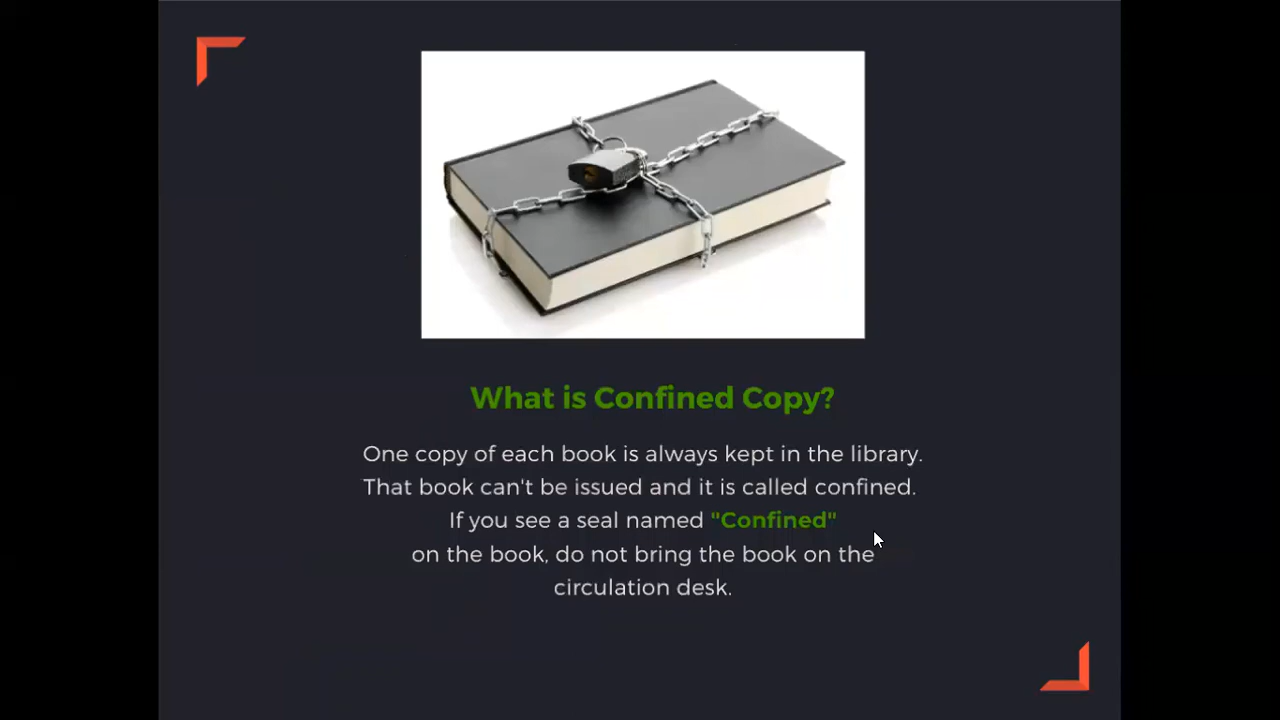 What is Confined Copy?
One copy of each book is always kept in the library.
That book can't be issued and it is called confined.
If you see a seal named "Confined"
on the book, do not bring the book on the
circulation desk.